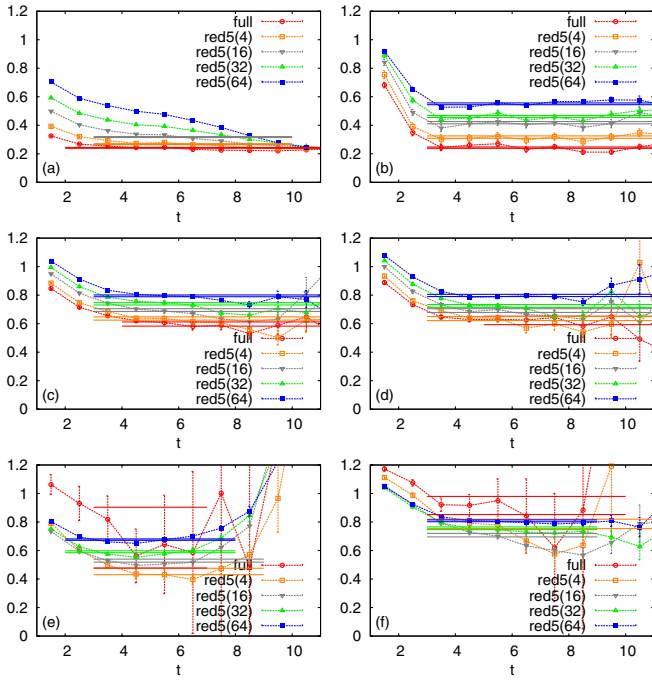 1.2 full 1.2 full
1 red5(4) 1 red5(4)
red5(16) red5(16)
0.8 red5(32) 0.8 red5(32)
red5(64) red5(64)
0.6 0.6
0.4 0.4
0.2 0.2
(a) (b)
0 0
2 4 6 8 10 2 4 6 8 10
t t
1.2 1.2
1 1
0.8 0.8
0.6 0.6
full full
0.4 red5(4) 0.4 red5(4)
red5(16) red5(16)
0.2 red5(32) 0.2 red5(32)
(c) red5(64) (d) red5(64)
0 0
2 4 6 8 10 2 4 6 8 10
t t
1.2 1.2
1 1
0.8 0.8
0.6 0.6
full full
0.4 red5(4) 0.4 red5(4)
red5(16) red5(16)
0.2 red5(32) 0.2 red5(32)
(e) red5(64) (f) red5(64)
0 0
2 4 6 8 10 2 4 6 8 10
t t